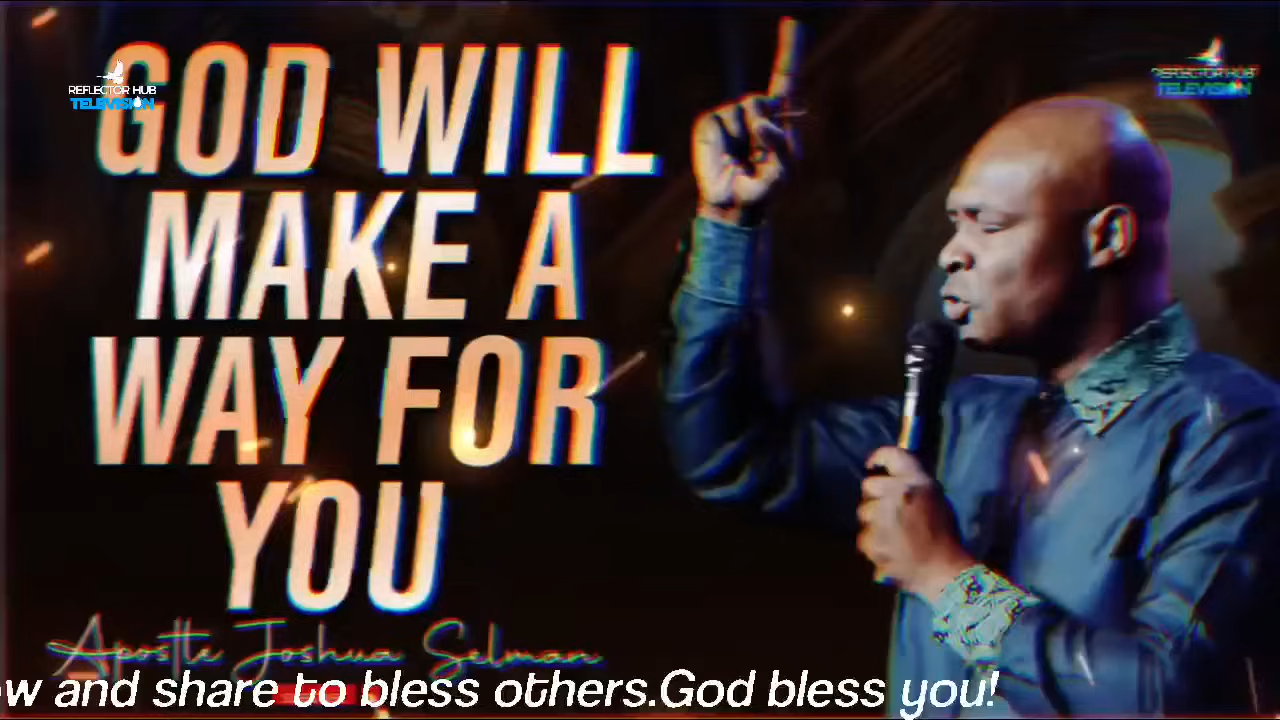 GOD WILL
MAKE A
WAY FOR
YOU
REFLECTOR HUB
TELEVISION
REFLECTOR HUB
TELEVISION
Apostle Joshua Selman
ow and share to bless others.God bless you!